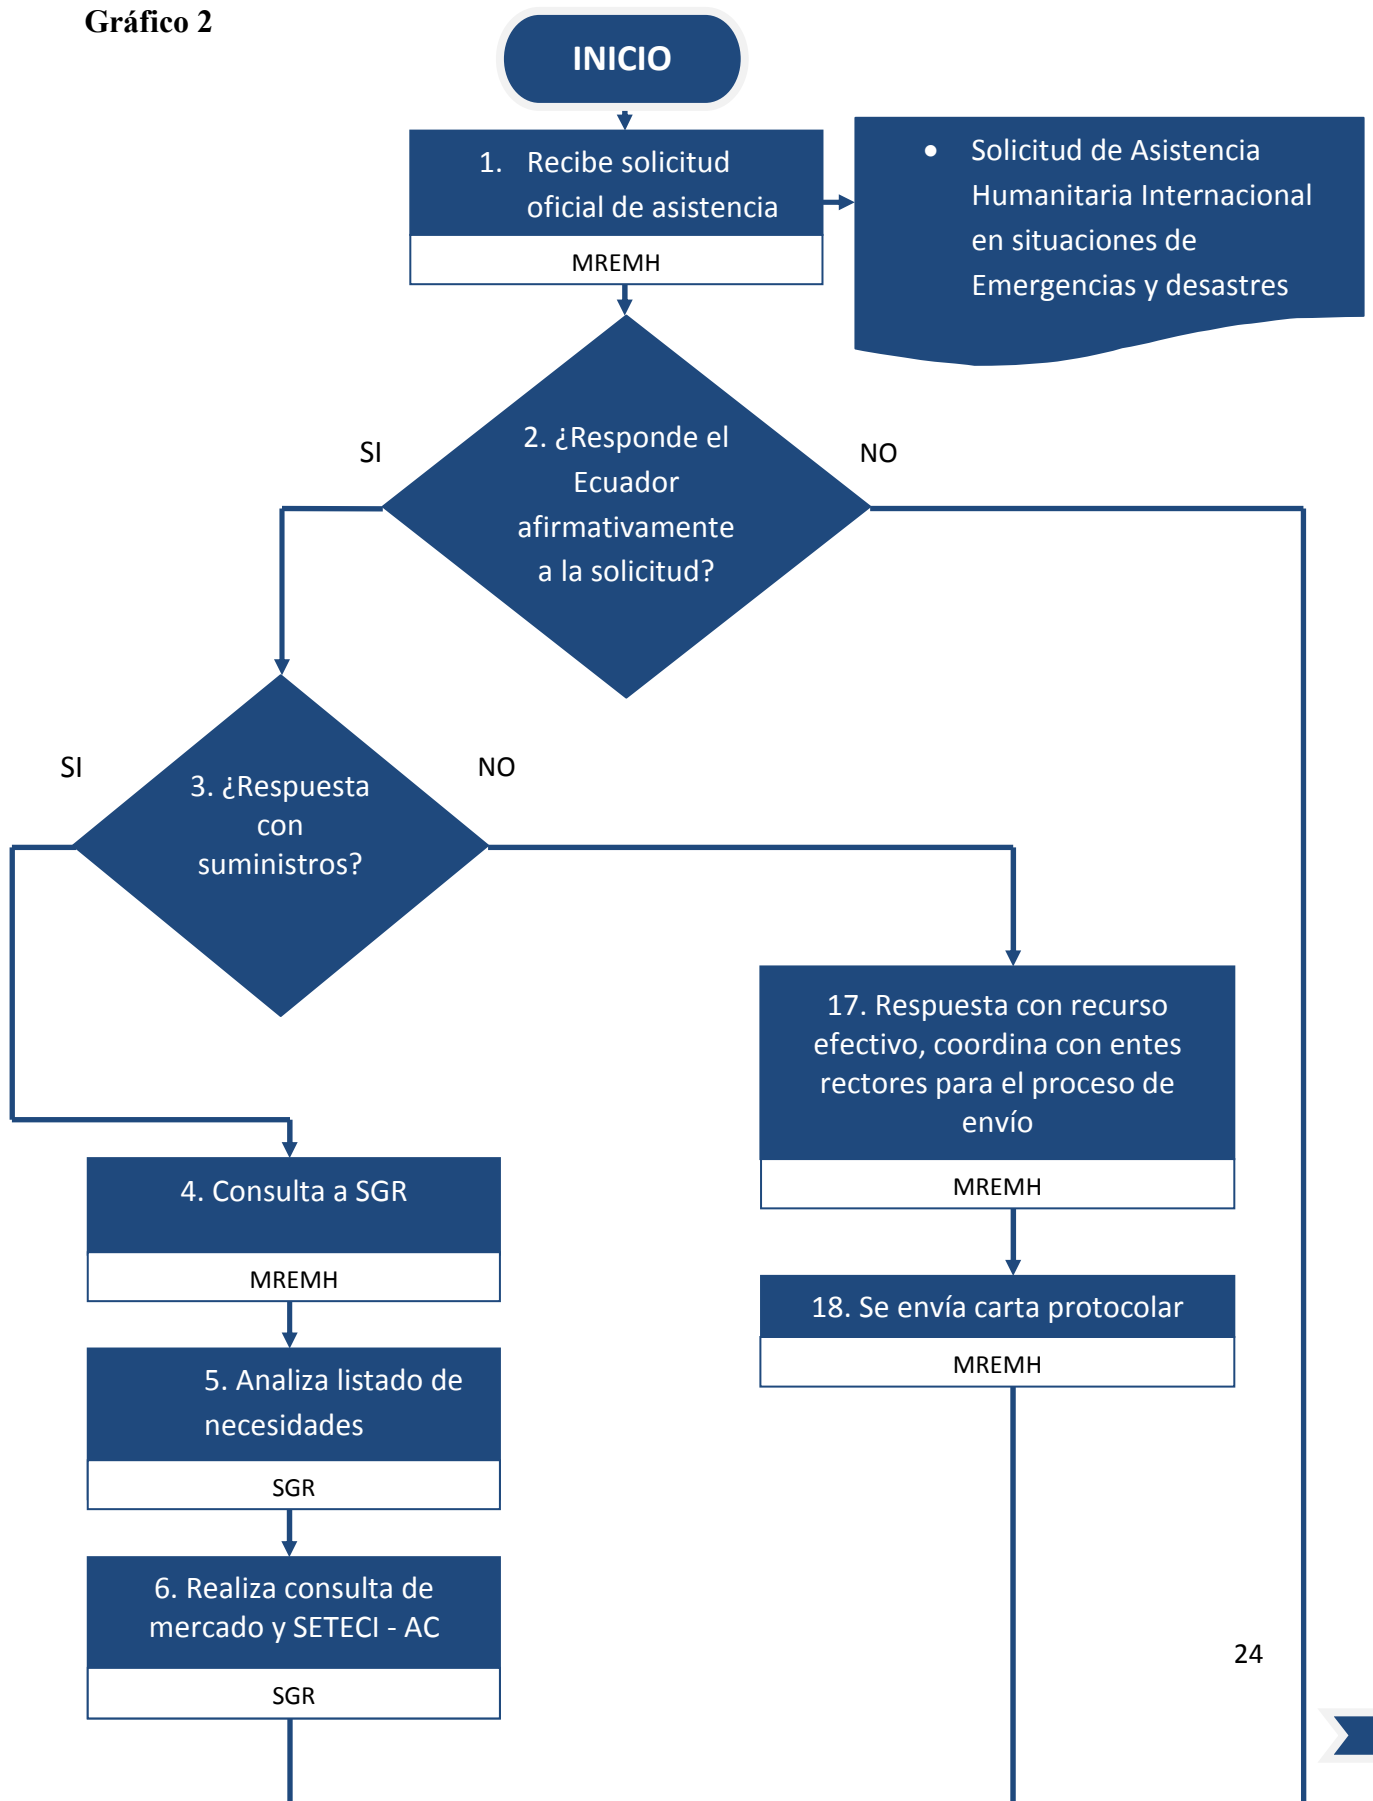 Gráfico 2
INICIO
1. Recibe solicitud
oficial de asistencia
MREMH
• Solicitud de Asistencia
Humanitaria Internacional
en situaciones de
Emergencias y desastres
2. ¿Responde el
Ecuador
afirmativamente
a la solicitud?
SI
NO
3. ¿Respuesta
con
suministros?
SI
NO
17. Respuesta con recurso
efectivo, coordina con entes
rectores para el proceso de
envío
MREMH
4. Consulta a SGR
MREMH
18. Se envía carta protocolar
MREMH
5. Analiza listado de
necesidades
SGR
6. Realiza consulta de
mercado y SETECI - AC
SGR
24